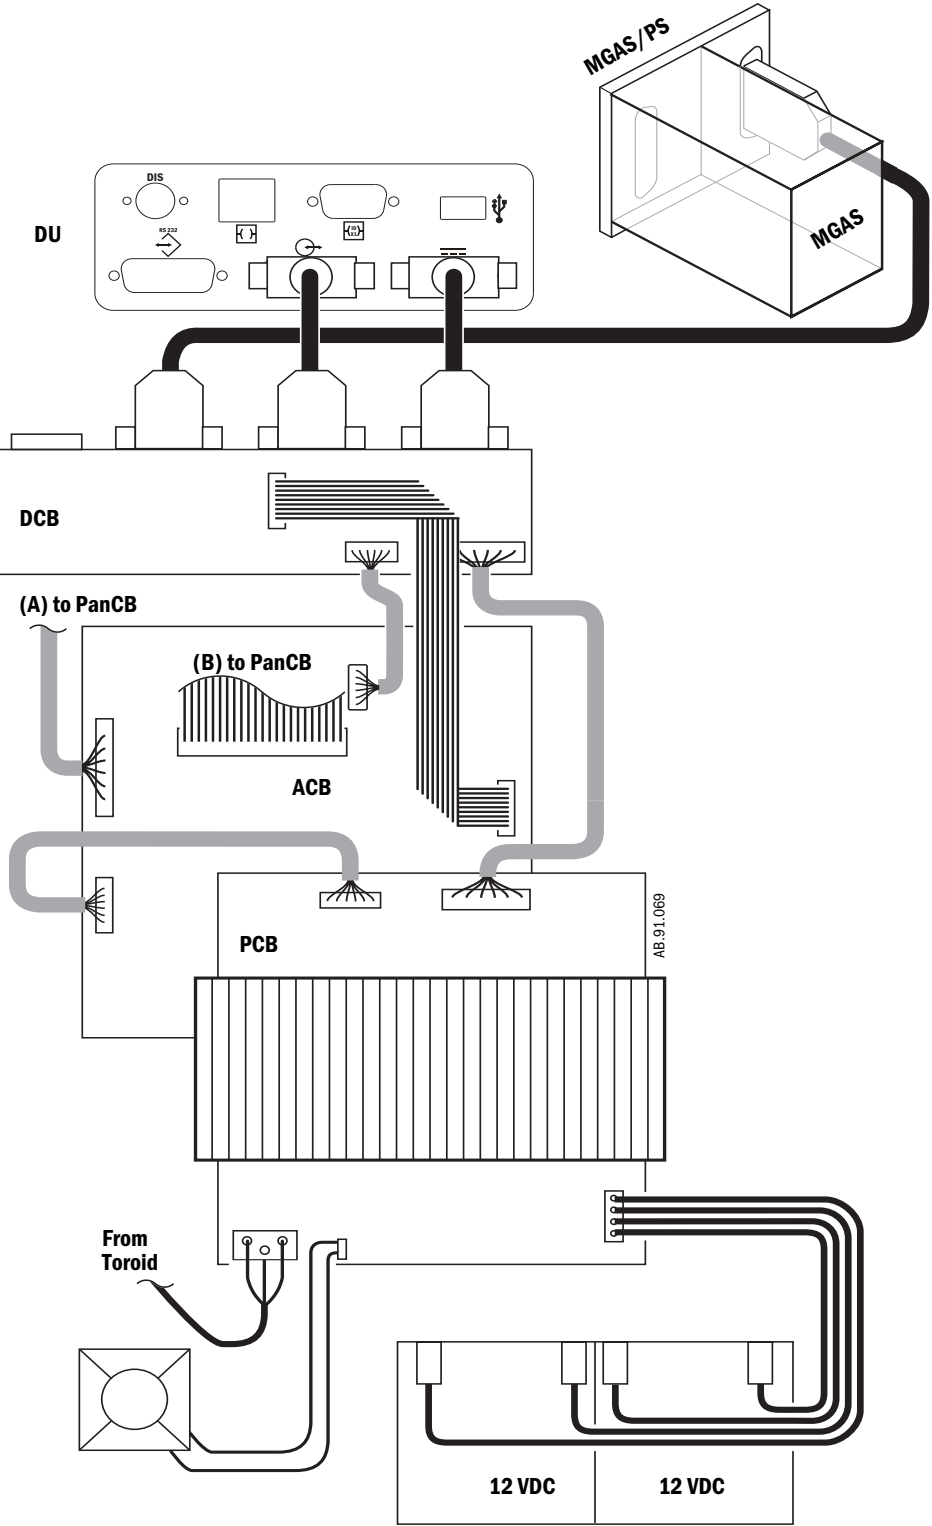 MGAS/PS
MGAS
DU
DIS
RS 232
DCB
(A) to PanCB
(B) to PanCB
ACB
PCB
AB.91.069
From
Toroid
12 VDC
12 VDC